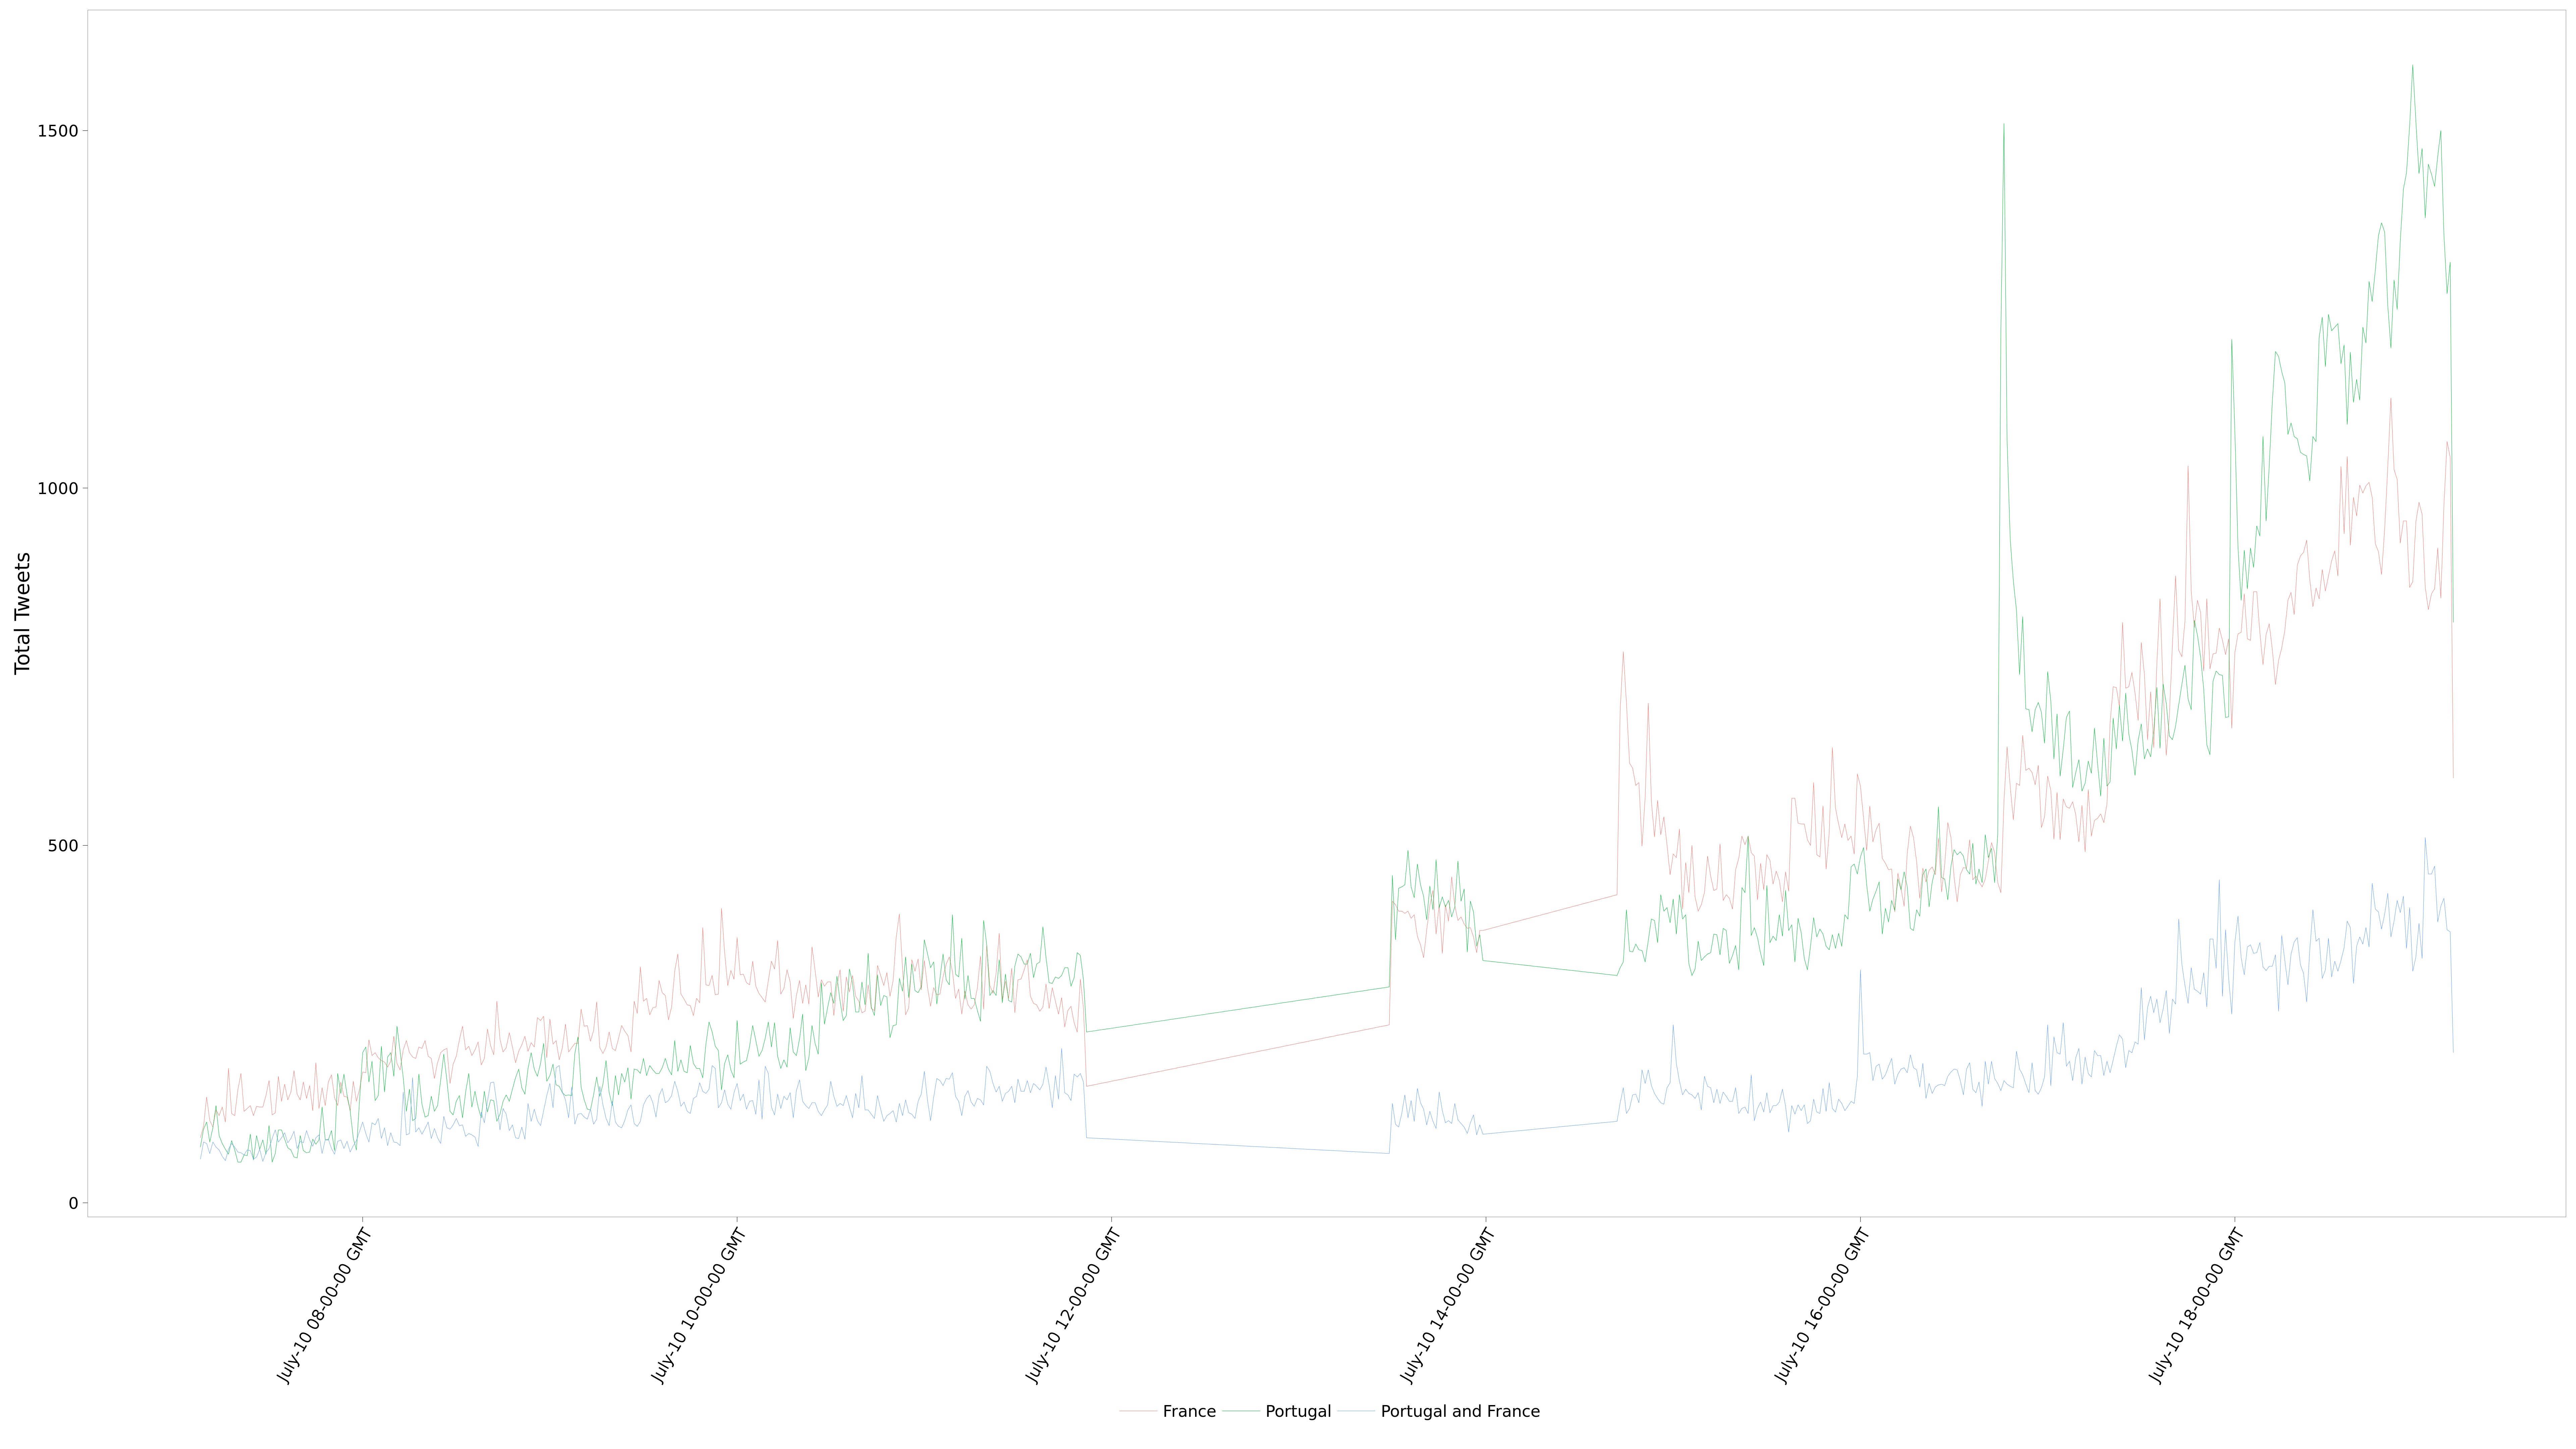 Total Tweets
1500
1000
500
0
July-10 08-00-00 GMT
July-10 10-00-00 GMT
July-10 12-00-00 GMT
July-10 14-00-00 GMT
July-10 16-00-00 GMT
July-10 18-00-00 GMT
France Portugal Portugal and France